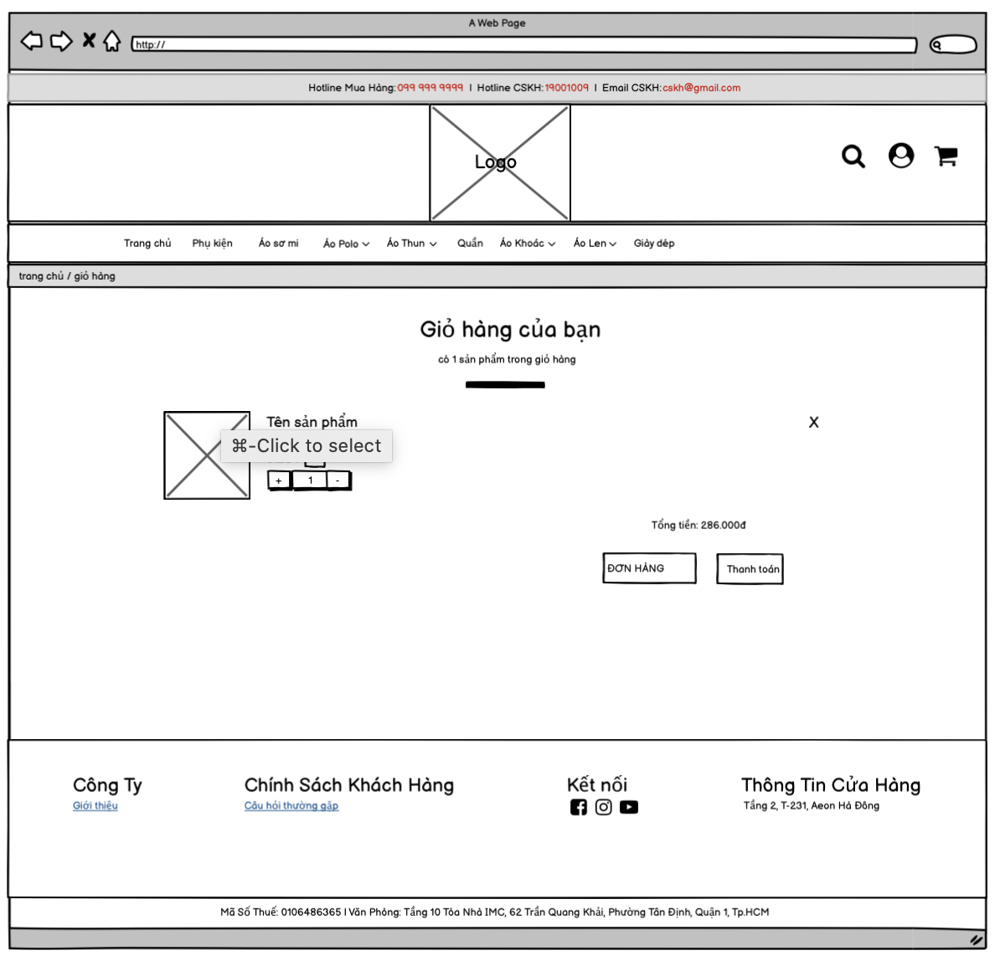 A Web Page
http://
Hotline Mua Hàng: 099 999 9999 | Hotline CSKH: 19001009 | Email CSKH: cskh@gmail.com
Logo
Trang chủ Phụ kiện Áo sơ mi Áo Polo Áo Thun Quần Áo Khoác Áo Len Giày dép
trang chủ / giỏ hàng
Giỏ hàng của bạn
có 1 sản phẩm trong giỏ hàng
Tên sản phẩm X
⌘-Click to select
+ 1 -
Tổng tiền: 286.000đ
ĐƠN HÀNG Thanh toán
Công Ty Chính Sách Khách Hàng Kết nối Thông Tin Cửa Hàng
Giới thiệu Câu hỏi thường gặp Tầng 2, T-231, Aeon Hà Đông
Mã Số Thuế: 0106486365 | Văn Phòng: Tầng 10 Tòa Nhà IMC, 62 Trần Quang Khải, Phường Tân Định, Quận 1, Tp.HCM